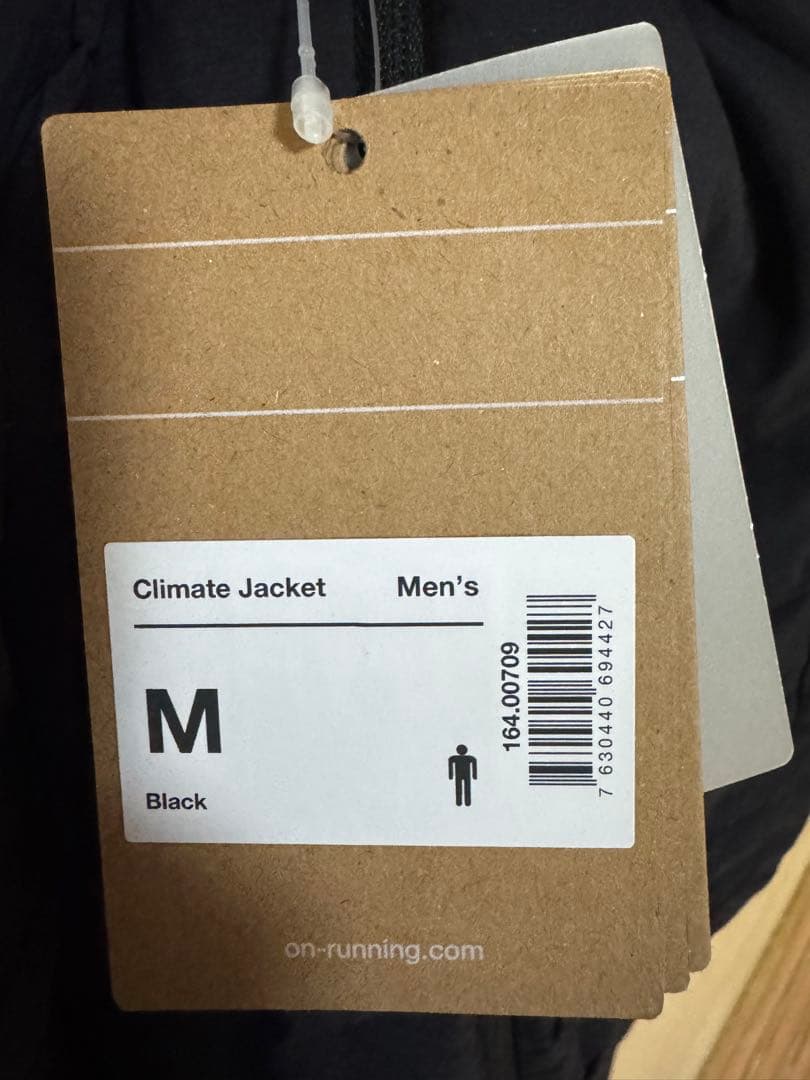 Climate Jacket Men's
M
Black
164.00709
7 630440 694427
on-running.com